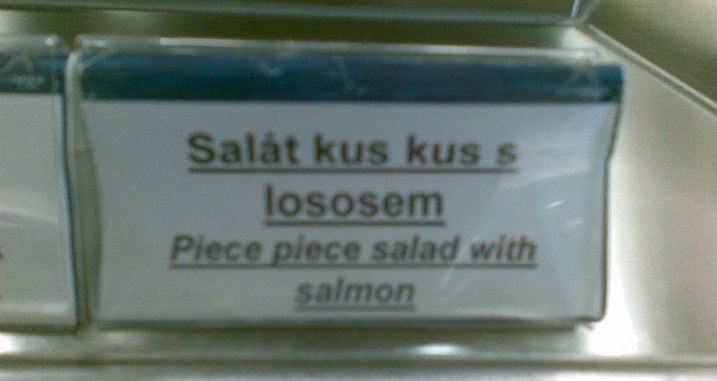 Salát kus kus s
lososem
Piece piece salad with
salmon